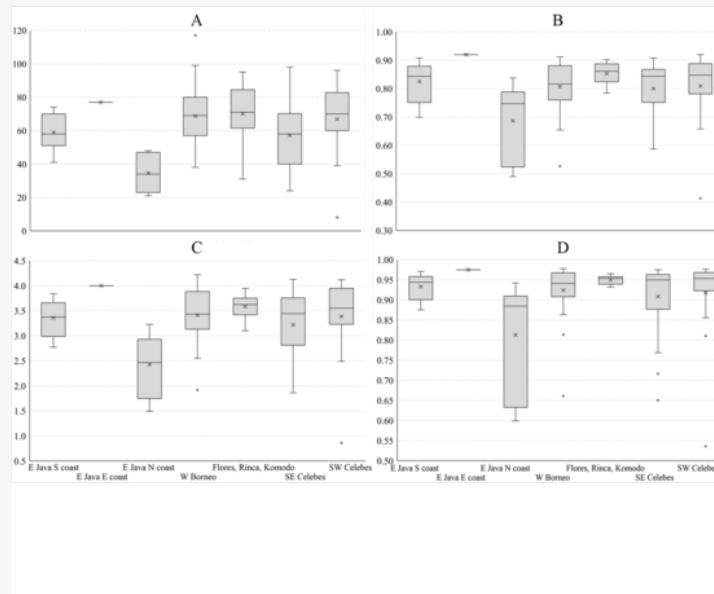 A
120
100
80
60
40
20
0
B
1.00
0.90
0.80
0.70
0.60
0.50
0.40
0.30
C
4.5
4.0
3.5
3.0
2.5
2.0
1.5
1.0
0.5
E Java S coast
E Java E coast
E Java N coast
W Borneo
Flores, Rinca, Komodo
SE Celebes
SW Celebes
D
1.00
0.95
0.90
0.85
0.80
0.75
0.70
0.65
0.60
0.55
0.50
E Java S coast
E Java E coast
E Java N coast
W Borneo
Flores, Rinca, Komodo
SE Celebes
SW Celebes